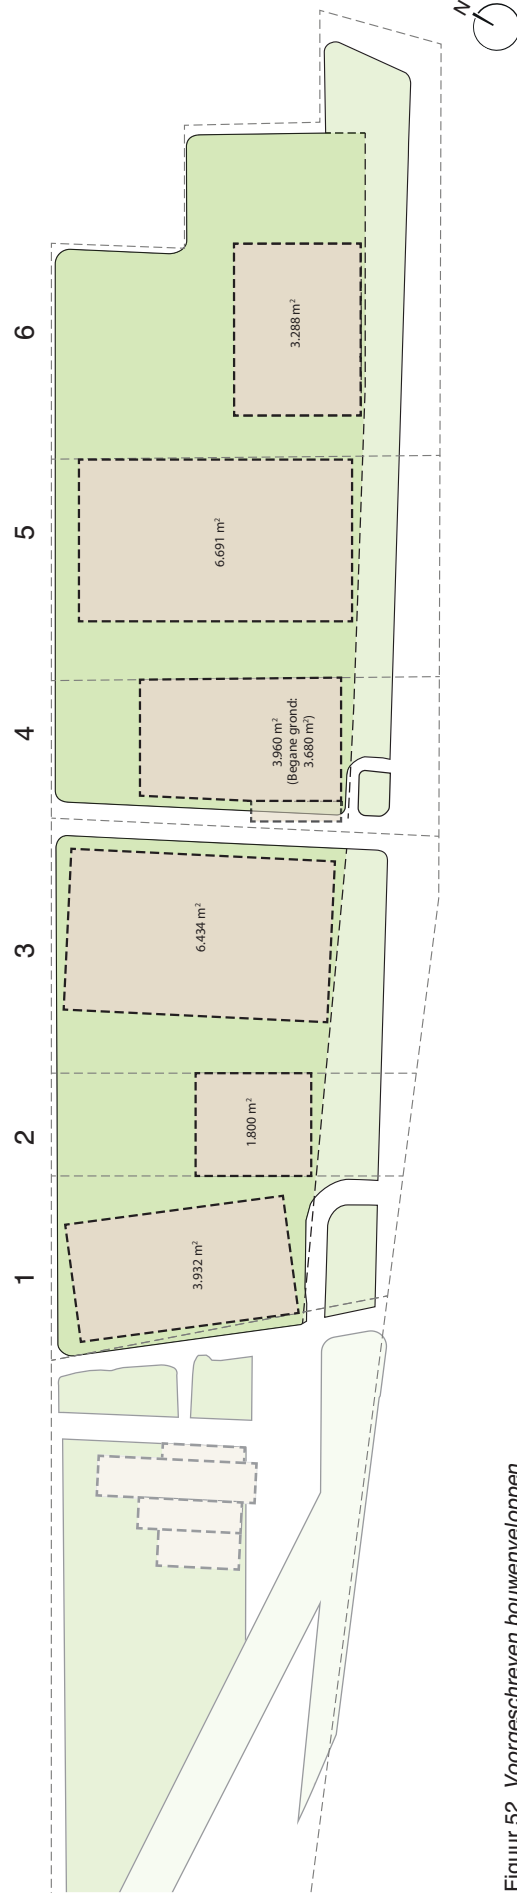 N
1
2
3
4
5
6
3.932 m²
1.800 m²
6.434 m²
3.960 m²
(Begane grond:
3.680 m²)
6.691 m²
3.288 m²
Figuur 52 Voorgeschreven bouwenveloppen